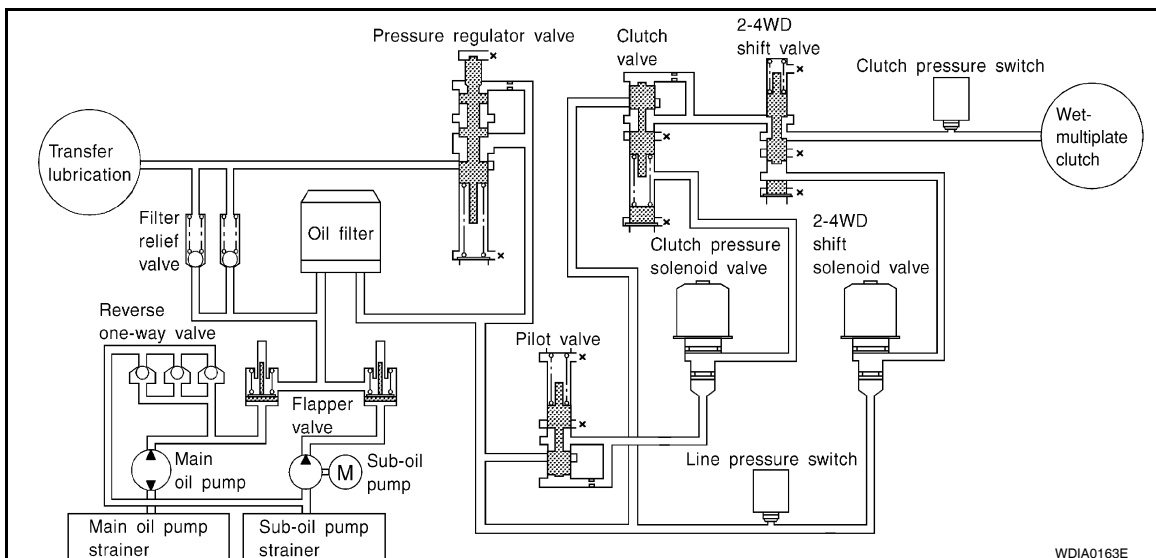 2-4WD
shift valve
Pressure regulator valve
Clutch
valve
Clutch pressure switch
Transfer
lubrication
Wet-
multiplate
clutch
Filter
relief
valve
Oil filter
Clutch pressure
solenoid valve
2-4WD
shift
solenoid valve
Reverse
one-way valve
Pilot valve
Flapper
valve
Main
oil pump
M
Sub-oil
pump
Line pressure switch
Main oil pump
strainer
Sub-oil pump
strainer
WDIA0163E